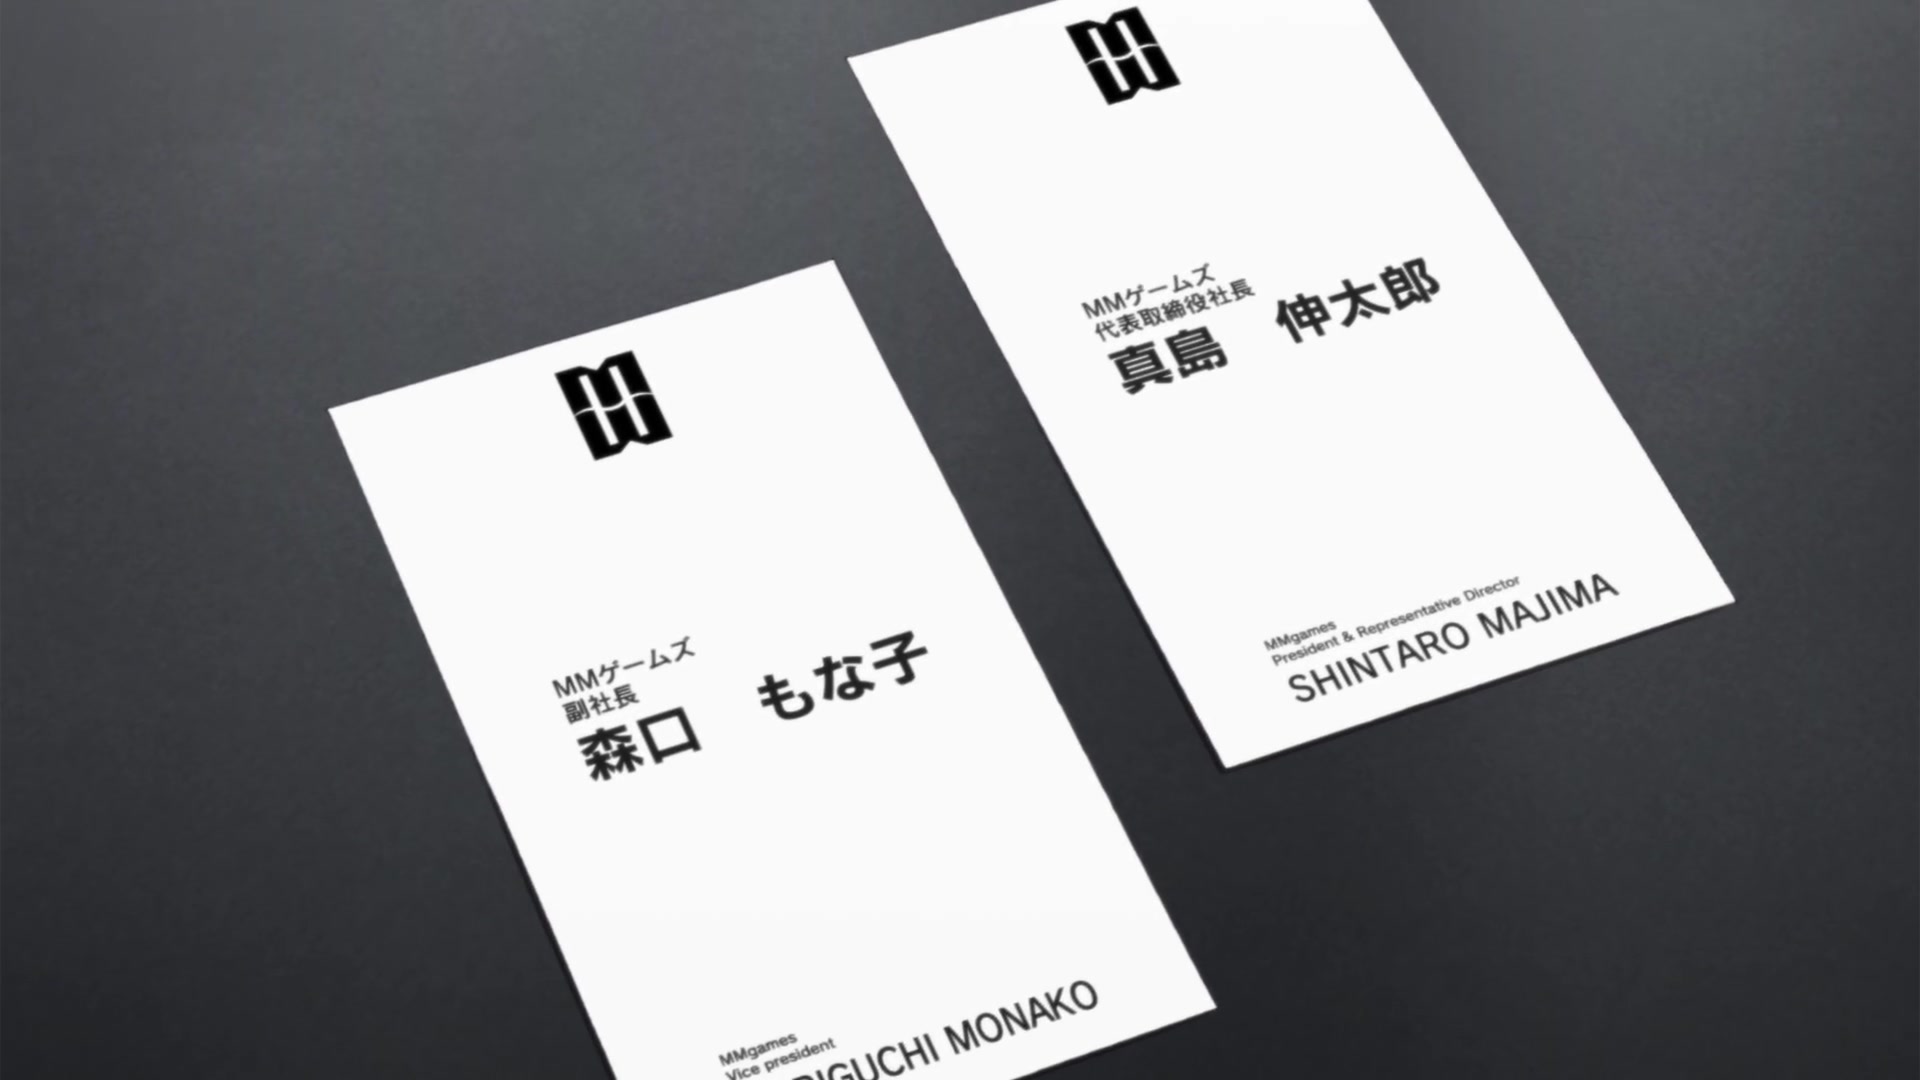 MMゲームズ
副社長
森口　もな子
MMgames
Vice president
RIGUCHI MONAKO
MMゲームズ
代表取締役社長
真島　伸太郎
MMgames
President & Representative Director
SHINTARO MAJIMA